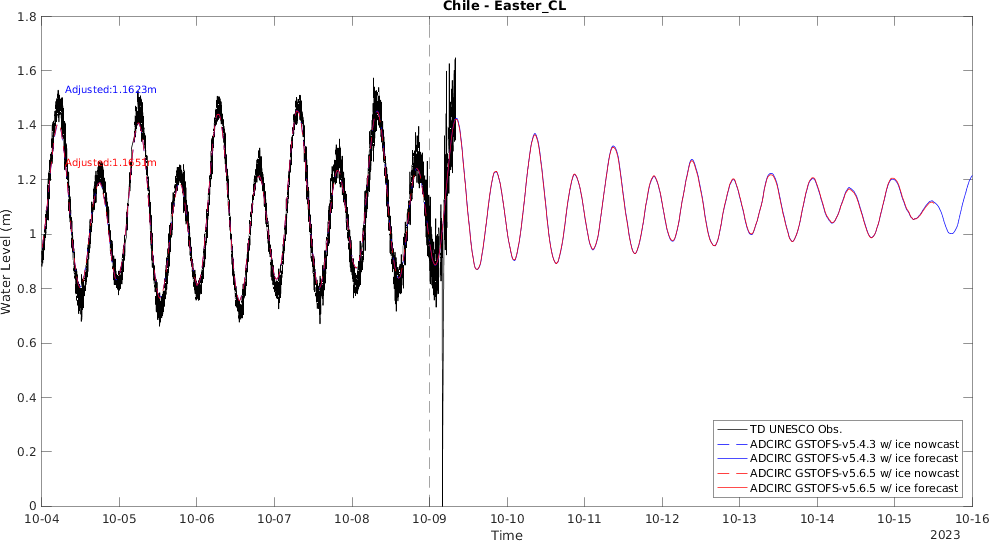 Chile - Easter_CL
1.8
1.6
1.4
1.2
1
0.8
0.6
0.4
0.2
0
Water Level (m)
Adjusted:1.1623m
Adjusted:1.1651m
TD UNESCO Obs.
ADCIRC GSTOFS-v5.4.3 w/ ice nowcast
ADCIRC GSTOFS-v5.4.3 w/ ice forecast
ADCIRC GSTOFS-v5.6.5 w/ ice nowcast
ADCIRC GSTOFS-v5.6.5 w/ ice forecast
10-04 10-05 10-06 10-07 10-08 10-09 10-10 10-11 10-12 10-13 10-14 10-15 10-16
Time
2023